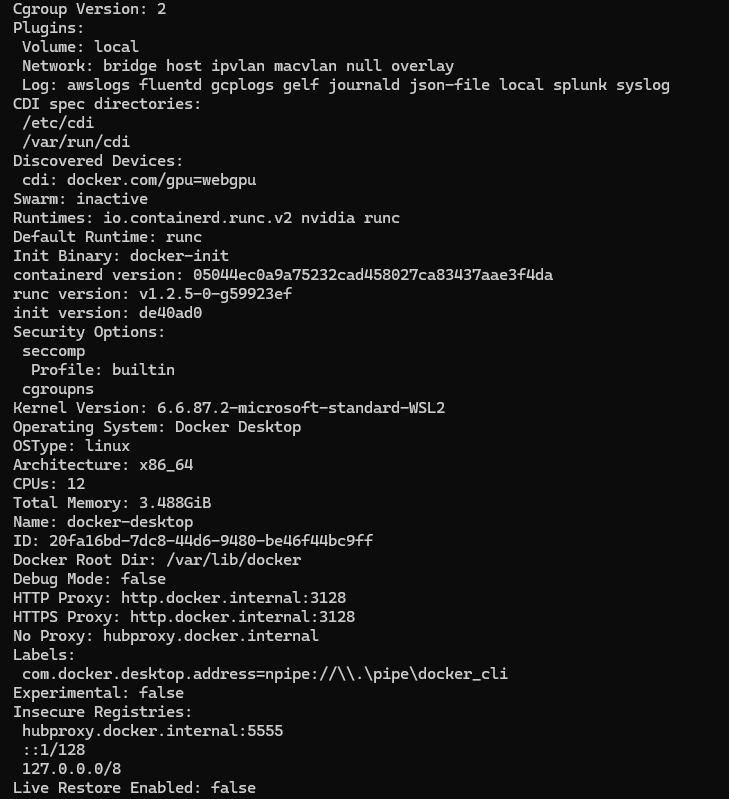 Cgroup Version: 2
Plugins:
 Volume: local
 Network: bridge host ipvlan macvlan null overlay
 Log: awslogs fluentd gcplogs gelf journald json-file local splunk syslog
CDI spec directories:
 /etc/cdi
 /var/run/cdi
Discovered Devices:
 cdi: docker.com/gpu=webgpu
Swarm: inactive
Runtimes: io.containerd.runc.v2 nvidia runc
Default Runtime: runc
Init Binary: docker-init
containerd version: 05044ec0a9a75232cad458027ca83437aae3f4da
runc version: v1.2.5-0-g59923ef
init version: de40ad0
Security Options:
 seccomp
  Profile: builtin
 cgroupns
Kernel Version: 6.6.87.2-microsoft-standard-WSL2
Operating System: Docker Desktop
OSType: linux
Architecture: x86_64
CPUs: 12
Total Memory: 3.488GiB
Name: docker-desktop
ID: 20fa16bd-7dc8-44d6-9480-be46f44bc9ff
Docker Root Dir: /var/lib/docker
Debug Mode: false
HTTP Proxy: http.docker.internal:3128
HTTPS Proxy: http.docker.internal:3128
No Proxy: hubproxy.docker.internal
Labels:
 com.docker.desktop.address=npipe://\\.\pipe\docker_cli
Experimental: false
Insecure Registries:
 hubproxy.docker.internal:5555
 ::1/128
 127.0.0.0/8
Live Restore Enabled: false